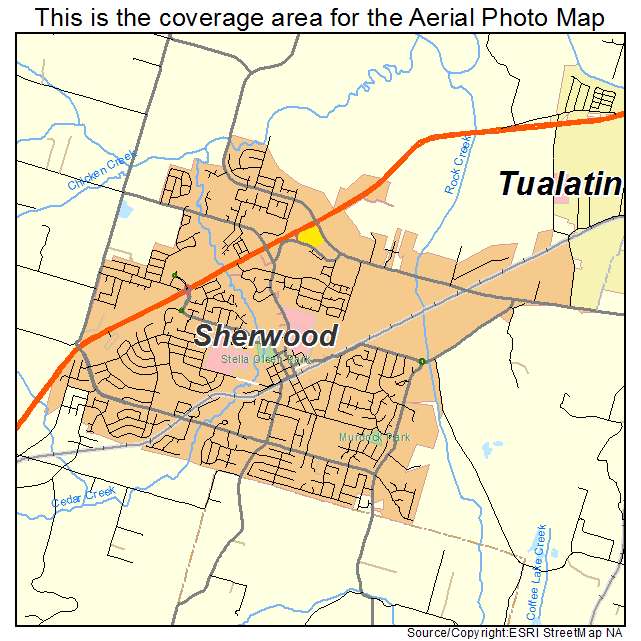 This is the coverage area for the Aerial Photo Map
Chicken Creek
Rock Creek
Tualatin
Sherwood
Stella Olsen Park
Murdock Park
Cedar Creek
Coffee Lake Creek
Source/Copyright:ESRI StreetMap NA